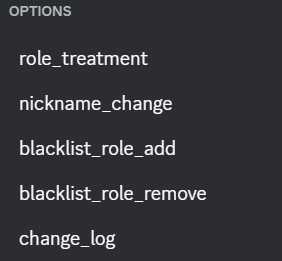 OPTIONS
role_treatment
nickname_change
blacklist_role_add
blacklist_role_remove
change_log